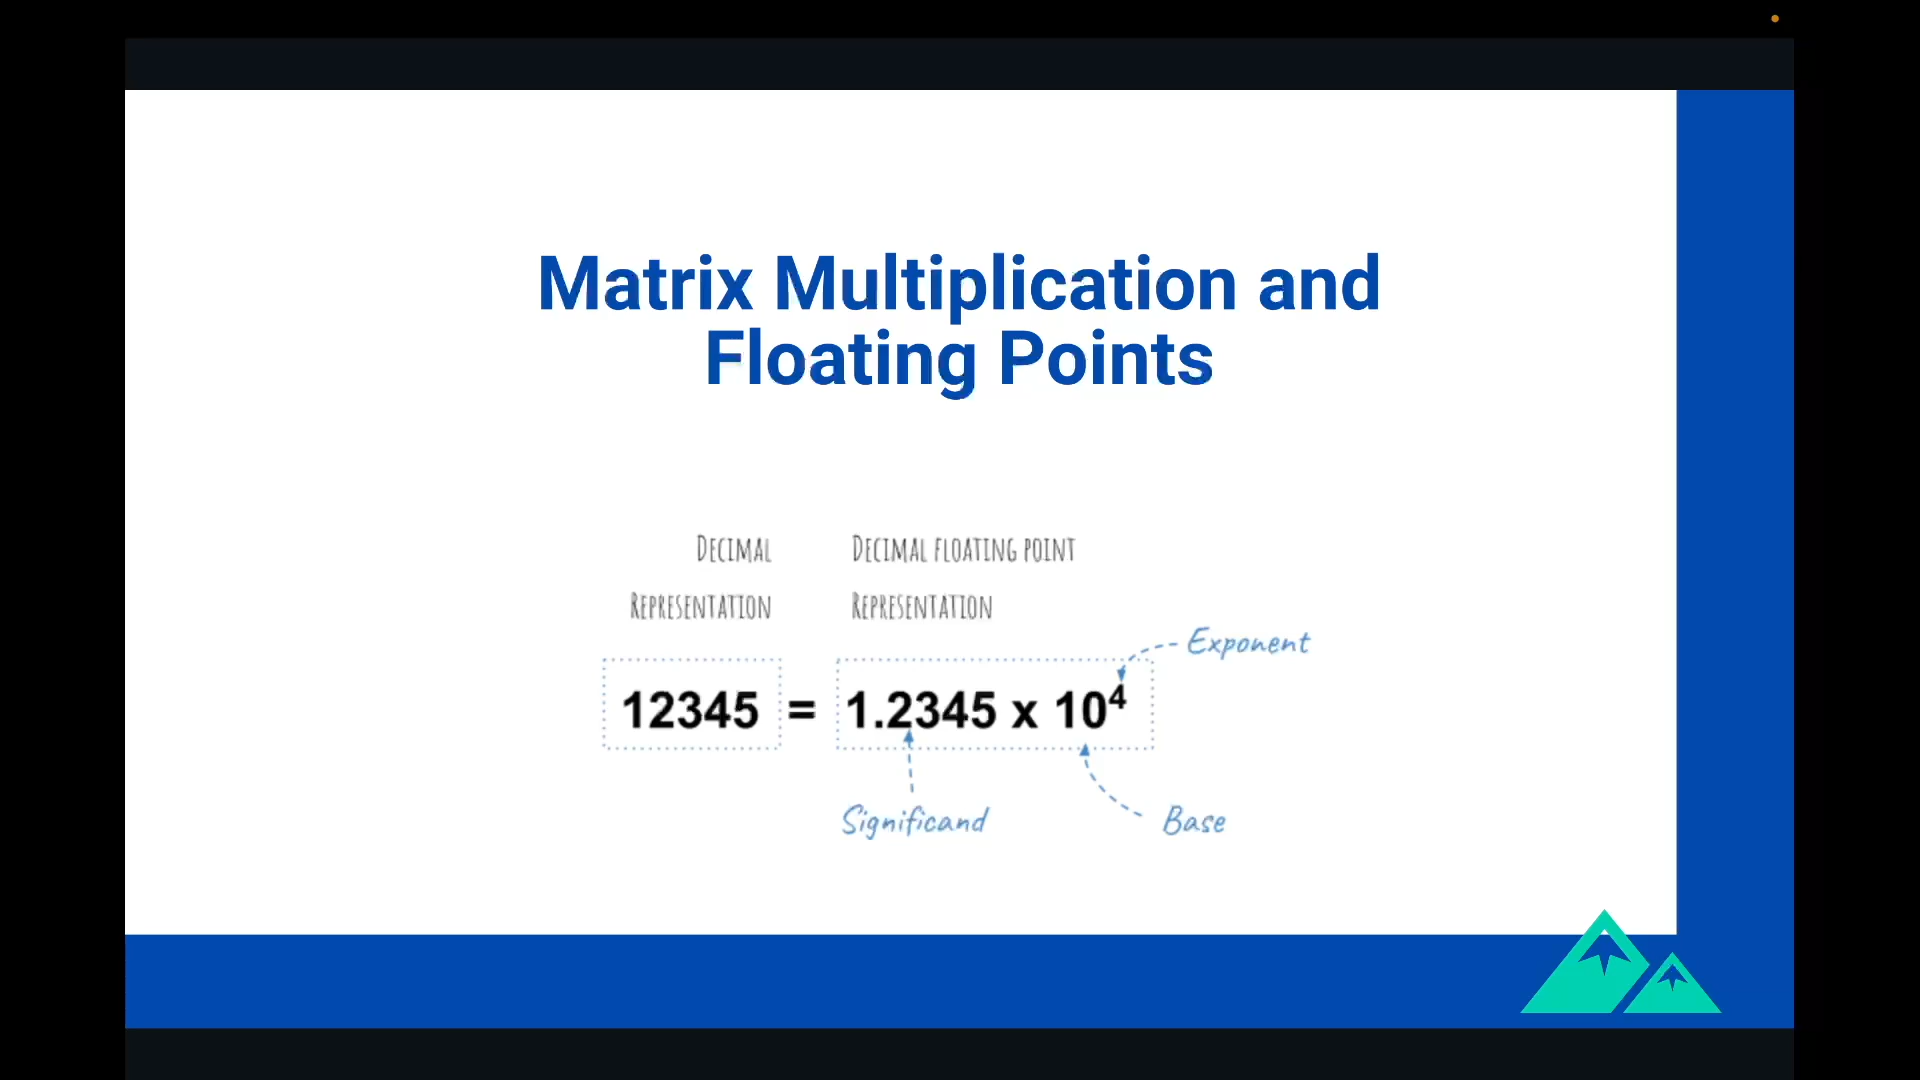 Matrix Multiplication and
Floating Points
DECIMAL
REPRESENTATION
DECIMAL FLOATING POINT
REPRESENTATION
Exponent
12345 = 1.2345 x 10⁴
Significand
Base